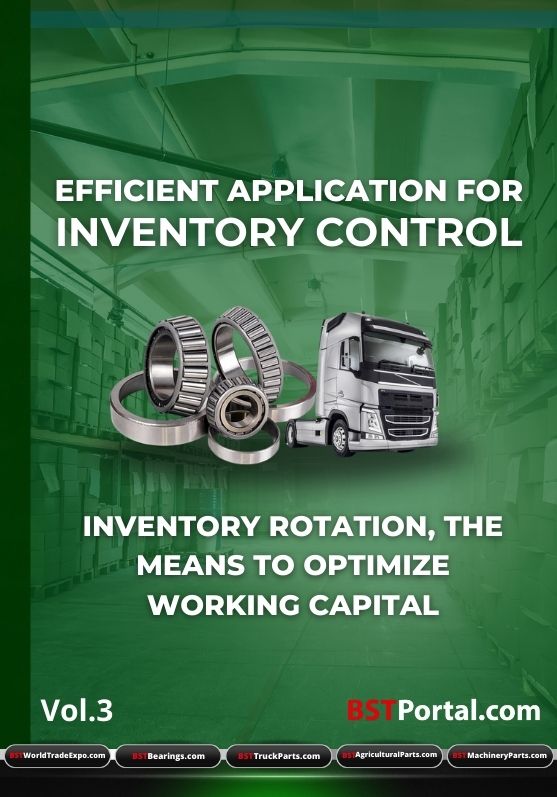 EFFICIENT APPLICATION FOR
INVENTORY CONTROL
INVENTORY ROTATION, THE
MEANS TO OPTIMIZE
WORKING CAPITAL
Vol.3
BSTPortal.com
BSTWorldTradeExpo.com
BSTBearings.com
BSTTruckParts.com
BSTAgriculturalParts.com
BSTMachineryParts.com